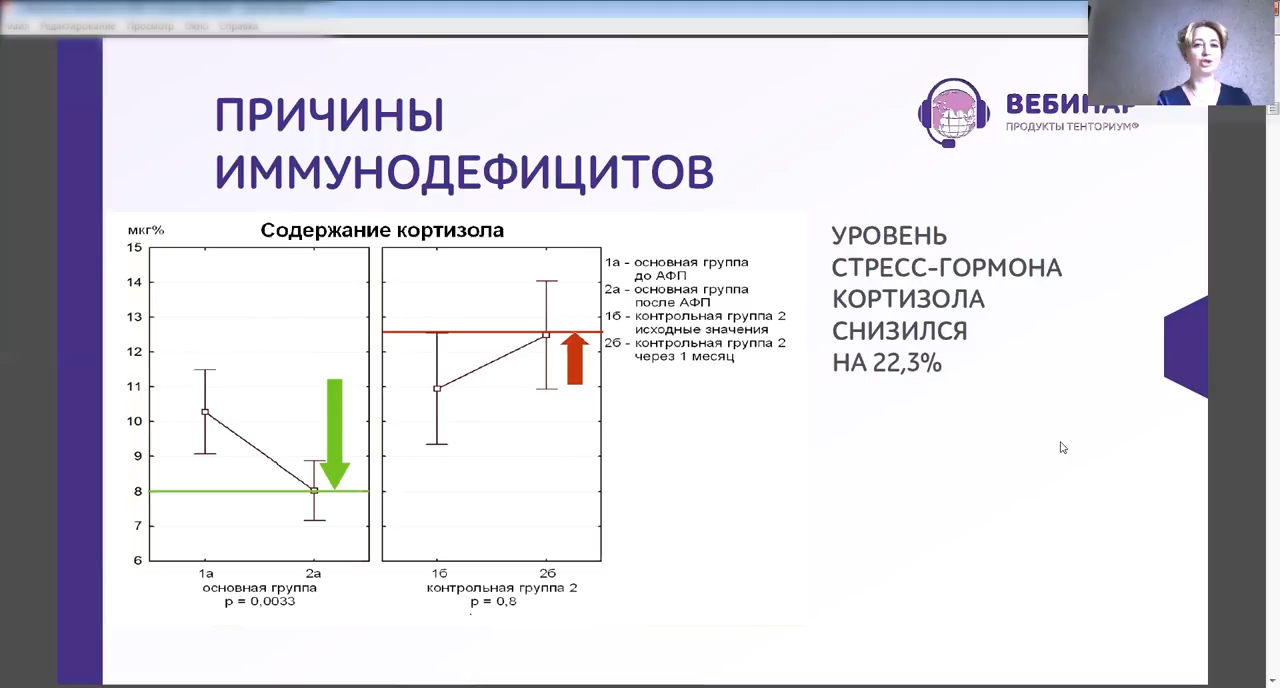 Редактирование Просмотр Окно Справка
ПРИЧИНЫ
ИММУНОДЕФИЦИТОВ
ВЕБИНАР
ПРОДУКТЫ ТЕНТОРИУМ®
мкг%
Содержание кортизола
15
14
13
12
11
10
9
8
7
6
1а
2а
основная группа
p = 0,0033
1б
2б
контрольная группа 2
p = 0,8
1а - основная группа
до АФП
2а - основная группа
после АФП
1б - контрольная группа 2
исходные значения
2б - контрольная группа 2
через 1 месяц
УРОВЕНЬ
СТРЕСС-ГОРМОНА
КОРТИЗОЛА
СНИЗИЛСЯ
НА 22,3%